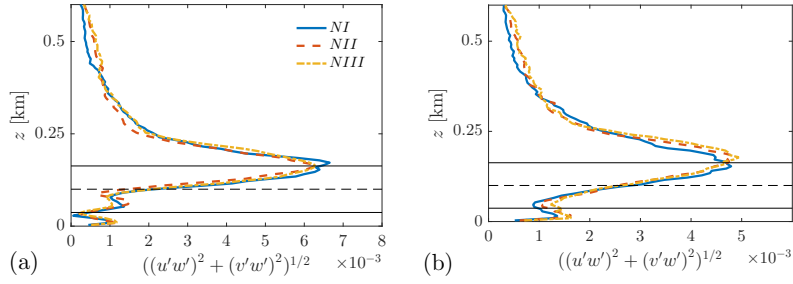 0.5
0.25
0
z [km]
NI
NII
NIII
0 1 2 3 4 5 6 7 8
(a)
((u′w′)² + (v′w′)²)^{1/2} ×10⁻³
0.5
0.25
0
z [km]
0 1 2 3 4 5
(b)
((u′w′)² + (v′w′)²)^{1/2} ×10⁻³